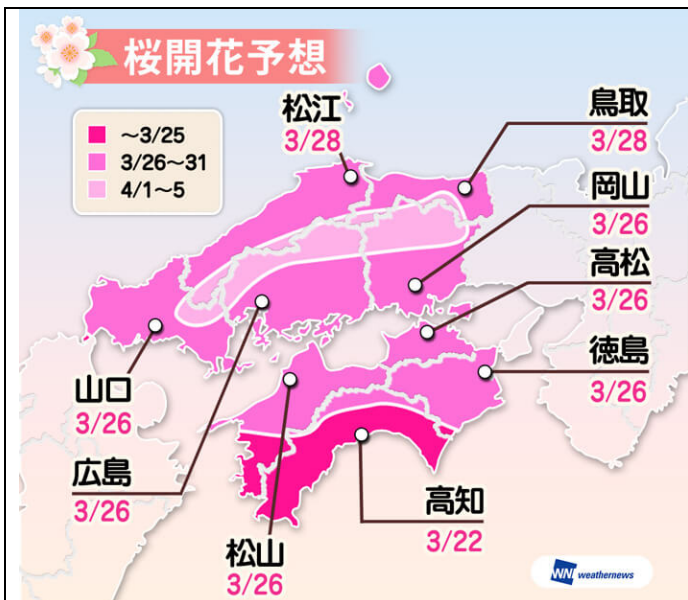 桜開花予想
～3/25
3/26～31
4/1～5
松江
3/28
鳥取
3/28
岡山
3/26
高松
3/26
徳島
3/26
山口
3/26
広島
3/26
松山
3/26
高知
3/22
WN weathernews